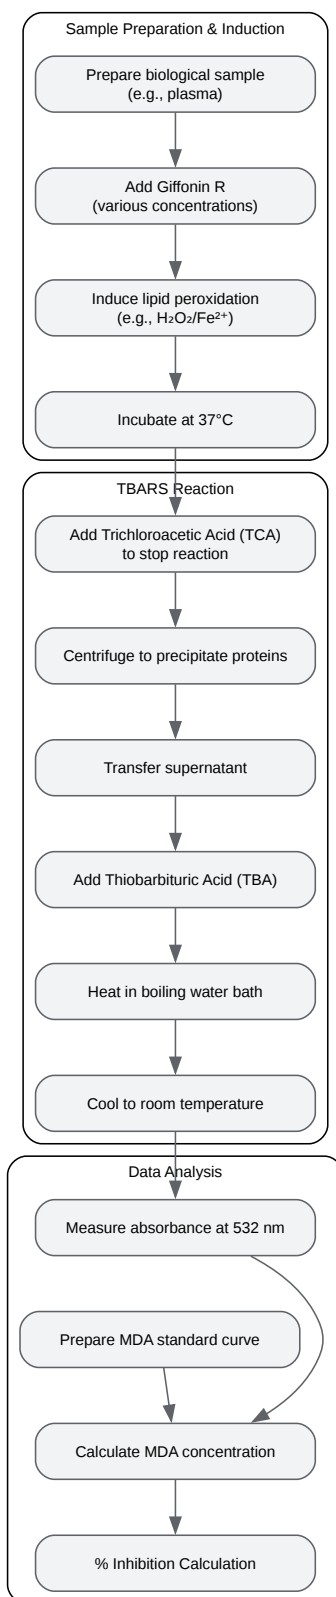 Sample Preparation & Induction
Prepare biological sample
(e.g., plasma)
Add Giffonin R
(various concentrations)
Induce lipid peroxidation
(e.g., H₂O₂/Fe²⁺)
Incubate at 37°C
TBARS Reaction
Add Trichloroacetic Acid (TCA)
to stop reaction
Centrifuge to precipitate proteins
Transfer supernatant
Add Thiobarbituric Acid (TBA)
Heat in boiling water bath
Cool to room temperature
Data Analysis
Measure absorbance at 532 nm
Prepare MDA standard curve
Calculate MDA concentration
% Inhibition Calculation